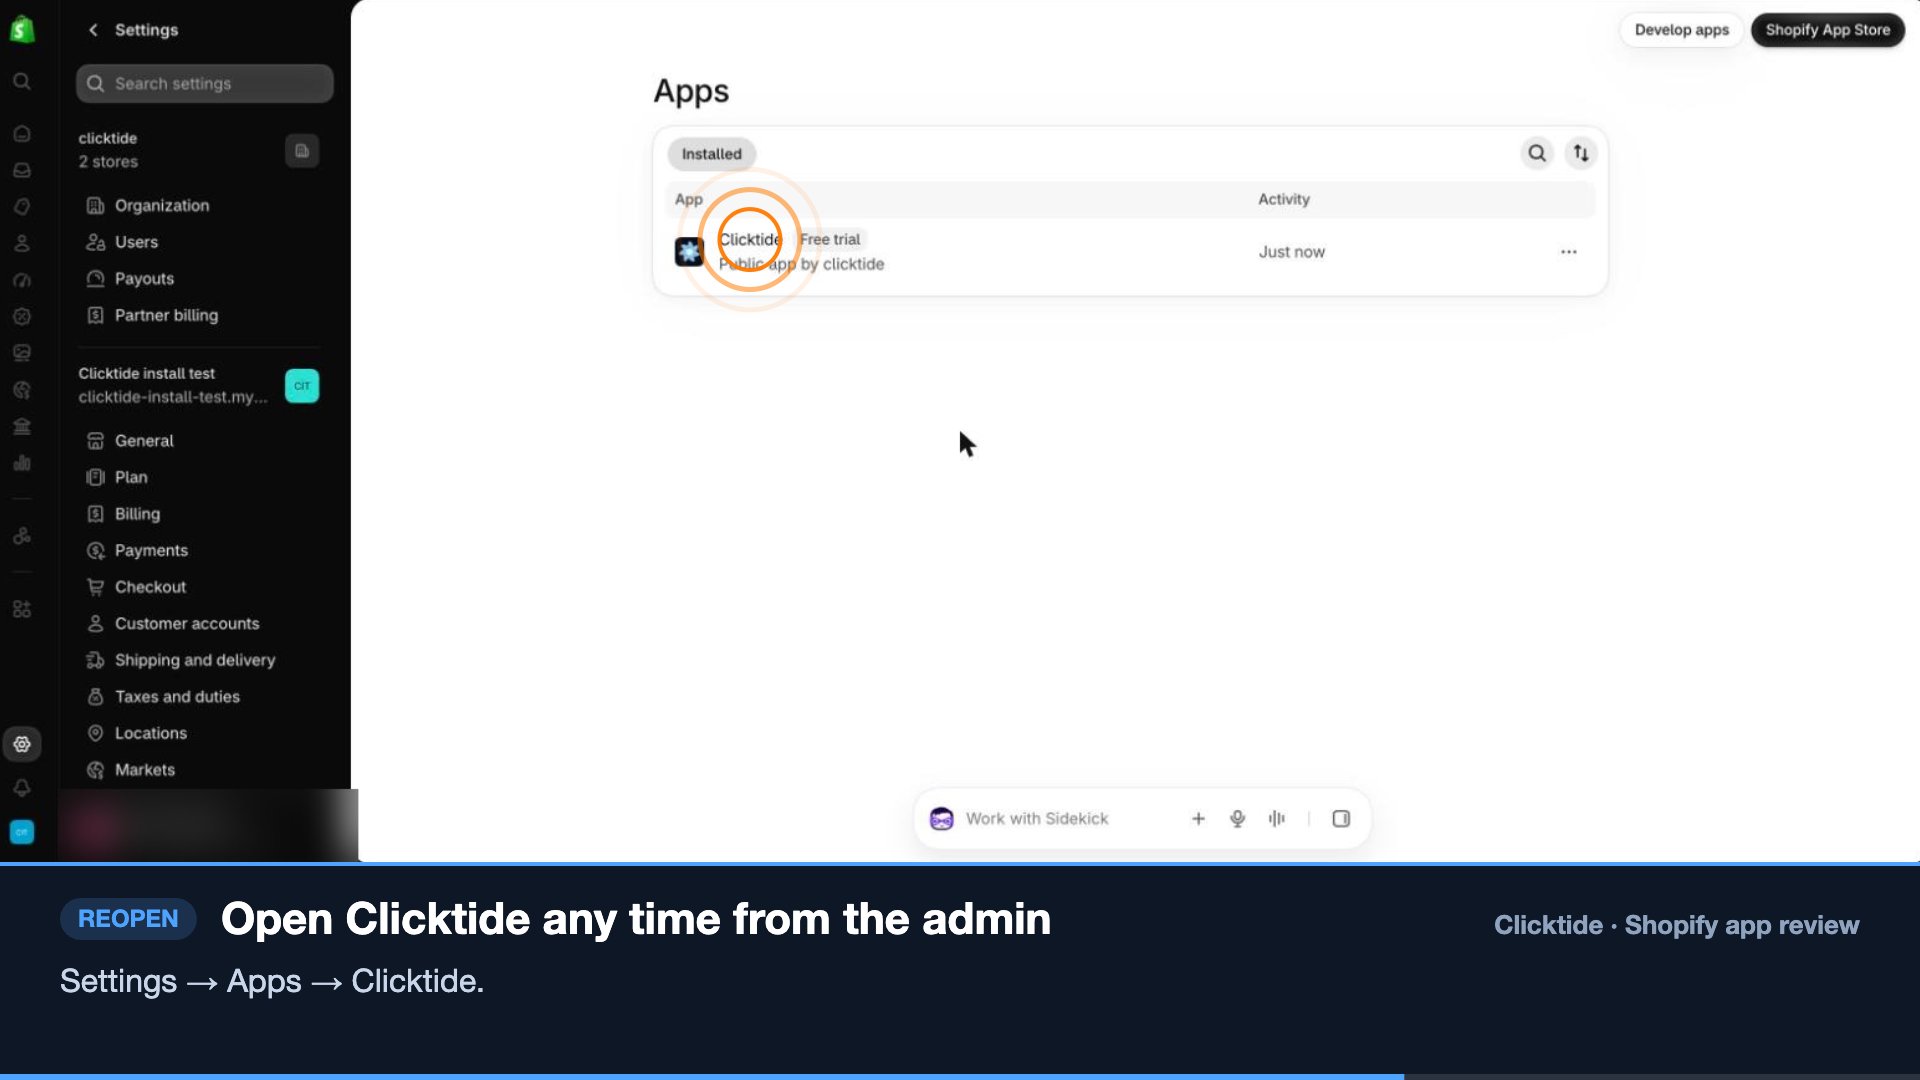 Settings
Search settings
clicktide
2 stores
Organization
Users
Payouts
Partner billing
Clicktide install test
clicktide-install-test.my...
CIT
General
Plan
Billing
Payments
Checkout
Customer accounts
Shipping and delivery
Taxes and duties
Locations
Markets
CIT
Develop apps
Shopify App Store
Apps
Installed
App Activity
Clicktide Free trial
Public app by clicktide
Just now
Work with Sidekick
REOPEN Open Clicktide any time from the admin
Clicktide · Shopify app review
Settings → Apps → Clicktide.